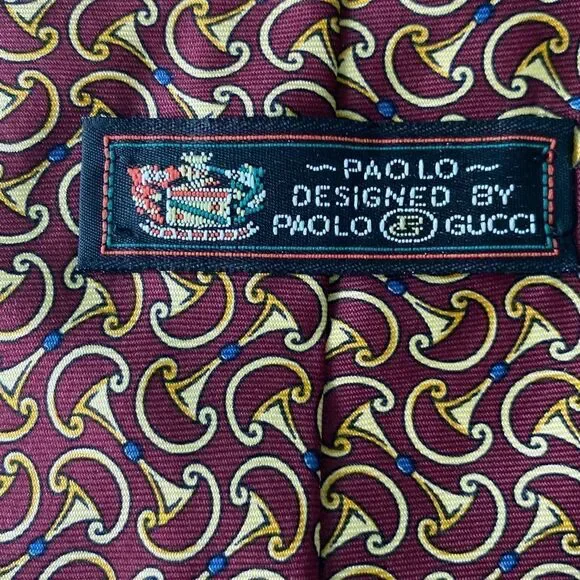 ~ PAOLO ~
DESIGNED BY
PAOLO GUCCI